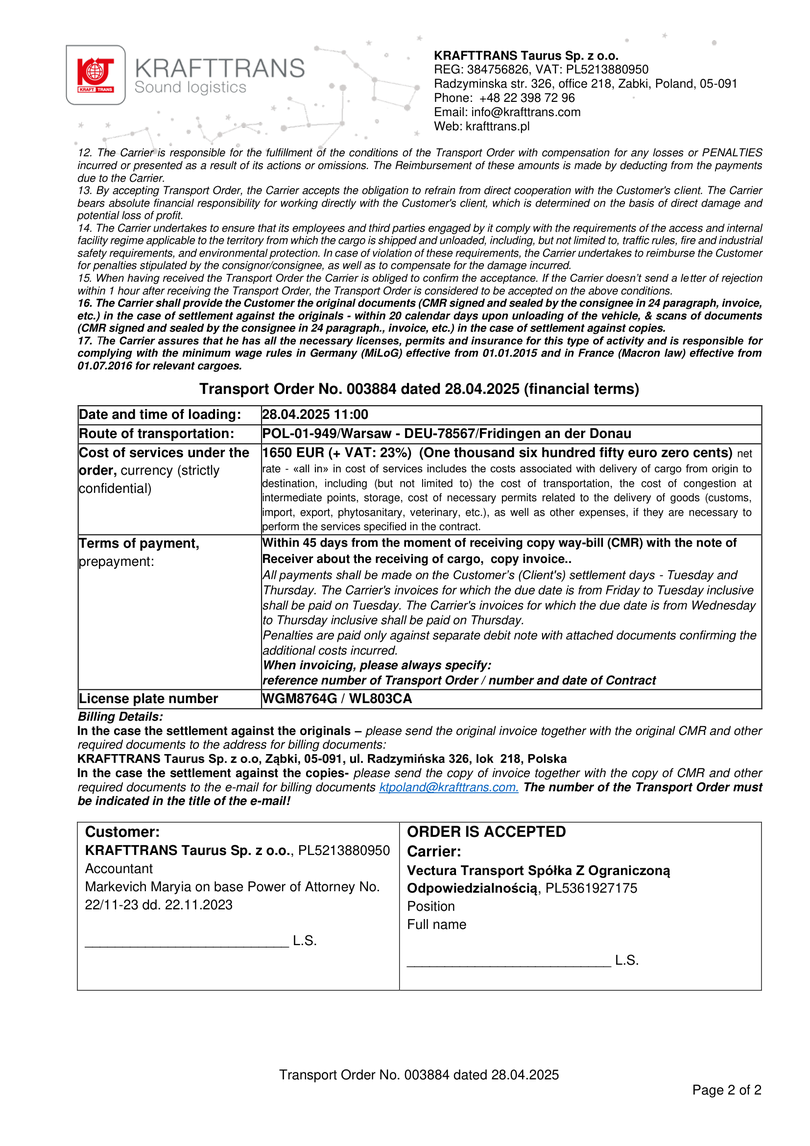 KT
KRAFT TRANS
KRAFTTRANS
Sound logistics
KRAFTTRANS Taurus Sp. z o.o.
REG: 384756826, VAT: PL5213880950
Radzyminska str. 326, office 218, Zabki, Poland, 05-091
Phone:  +48 22 398 72 96
Email: info@krafttrans.com
Web: krafttrans.pl
12. The Carrier is responsible for the fulfillment of the conditions of the Transport Order with compensation for any losses or PENALTIES
incurred or presented as a result of its actions or omissions. The Reimbursement of these amounts is made by deducting from the payments
due to the Carrier.
13. By accepting Transport Order, the Carrier accepts the obligation to refrain from direct cooperation with the Customer's client. The Carrier
bears absolute financial responsibility for working directly with the Customer's client, which is determined on the basis of direct damage and
potential loss of profit.
14. The Carrier undertakes to ensure that its employees and third parties engaged by it comply with the requirements of the access and internal
facility regime applicable to the territory from which the cargo is shipped and unloaded, including, but not limited to, traffic rules, fire and industrial
safety requirements, and environmental protection. In case of violation of these requirements, the Carrier undertakes to reimburse the Customer
for penalties stipulated by the consignor/consignee, as well as to compensate for the damage incurred.
15. When having received the Transport Order the Carrier is obliged to confirm the acceptance. If the Carrier doesn't send a letter of rejection
within 1 hour after receiving the Transport Order, the Transport Order is considered to be accepted on the above conditions.
16. The Carrier shall provide the Customer the original documents (CMR signed and sealed by the consignee in 24 paragraph, invoice,
etc.) in the case of settlement against the originals - within 20 calendar days upon unloading of the vehicle, & scans of documents
(CMR signed and sealed by the consignee in 24 paragraph., invoice, etc.) in the case of settlement against copies.
17. The Carrier assures that he has all the necessary licenses, permits and insurance for this type of activity and is responsible for
complying with the minimum wage rules in Germany (MiLoG) effective from 01.01.2015 and in France (Macron law) effective from
01.07.2016 for relevant cargoes.
Transport Order No. 003884 dated 28.04.2025 (financial terms)
Date and time of loading: 28.04.2025 11:00
Route of transportation: POL-01-949/Warsaw - DEU-78567/Fridingen an der Donau
Cost of services under the
order, currency (strictly
confidential)
1650 EUR (+ VAT: 23%)  (One thousand six hundred fifty euro zero cents) net
rate - «all in» in cost of services includes the costs associated with delivery of cargo from origin to
destination, including (but not limited to) the cost of transportation, the cost of congestion at
intermediate points, storage, cost of necessary permits related to the delivery of goods (customs,
import, export, phytosanitary, veterinary, etc.), as well as other expenses, if they are necessary to
perform the services specified in the contract.
Terms of payment,
prepayment:
Within 45 days from the moment of receiving copy way-bill (CMR) with the note of
Receiver about the receiving of cargo,  copy invoice..
All payments shall be made on the Customer's (Client's) settlement days - Tuesday and
Thursday. The Carrier's invoices for which the due date is from Friday to Tuesday inclusive
shall be paid on Tuesday. The Carrier's invoices for which the due date is from Wednesday
to Thursday inclusive shall be paid on Thursday.
Penalties are paid only against separate debit note with attached documents confirming the
additional costs incurred.
When invoicing, please always specify:
reference number of Transport Order / number and date of Contract
License plate number WGM8764G / WL803CA
Billing Details:
In the case the settlement against the originals – please send the original invoice together with the original CMR and other
required documents to the address for billing documents:
KRAFTTRANS Taurus Sp. z o.o, Ząbki, 05-091, ul. Radzymińska 326, lok  218, Polska
In the case the settlement against the copies- please send the copy of invoice together with the copy of CMR and other
required documents to the e-mail for billing documents ktpoland@krafttrans.com. The number of the Transport Order must
be indicated in the title of the e-mail!
Customer:
KRAFTTRANS Taurus Sp. z o.o., PL5213880950
Accountant
Markevich Maryia on base Power of Attorney No.
22/11-23 dd. 22.11.2023
____________________________ L.S.
ORDER IS ACCEPTED
Carrier:
Vectura Transport Spółka Z Ograniczoną
Odpowiedzialnością, PL5361927175
Position
Full name
____________________________ L.S.
Transport Order No. 003884 dated 28.04.2025
Page 2 of 2